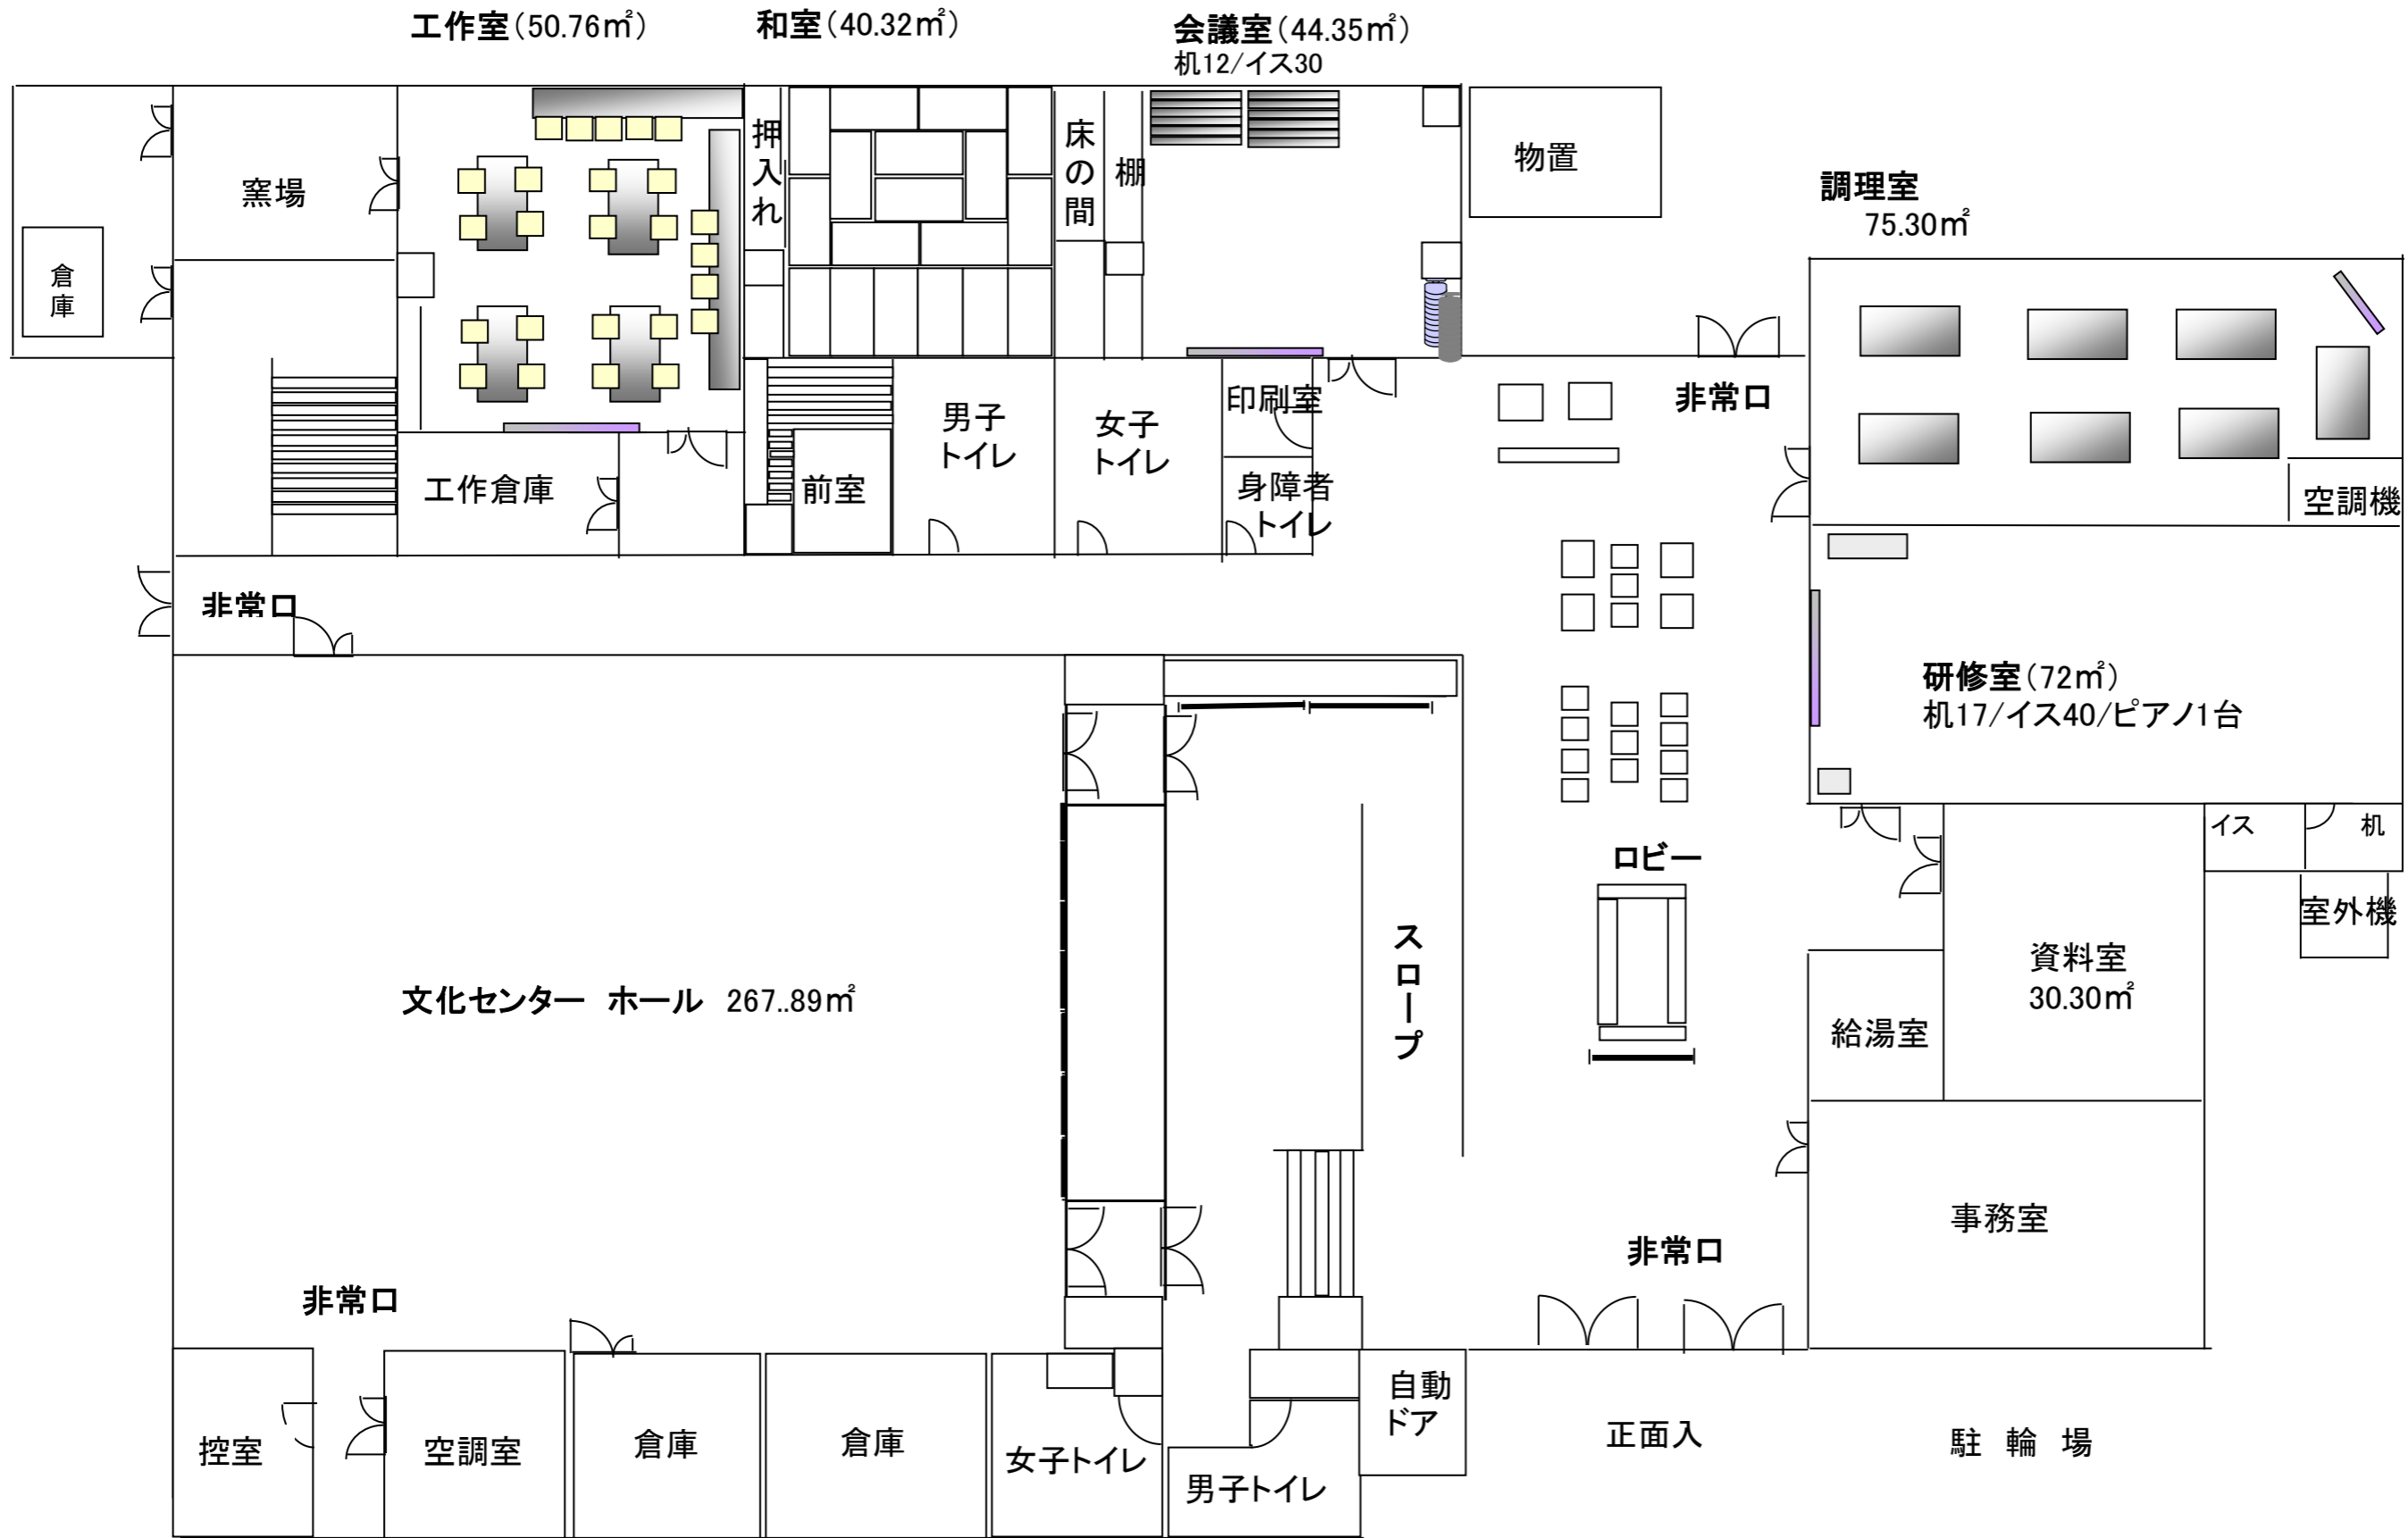 工作室（50.76㎡）
和室（40.32㎡）
会議室（44.35㎡）
机12/イス30
押入れ
床の間
棚
物置
窯場
倉庫
調理室
75.30㎡
非常口
男子
トイレ
女子
トイレ
印刷室
身障者
トイレ
工作倉庫
前室
空調機
非常口
研修室（72㎡）
机17/イス40/ピアノ1台
イス
机
ロビー
室外機
スロープ
資料室
30.30㎡
文化センター　ホール　267..89㎡
給湯室
事務室
非常口
非常口
自動
ドア
正面入
駐　輪　場
控室
空調室
倉庫
倉庫
女子トイレ
男子トイレ